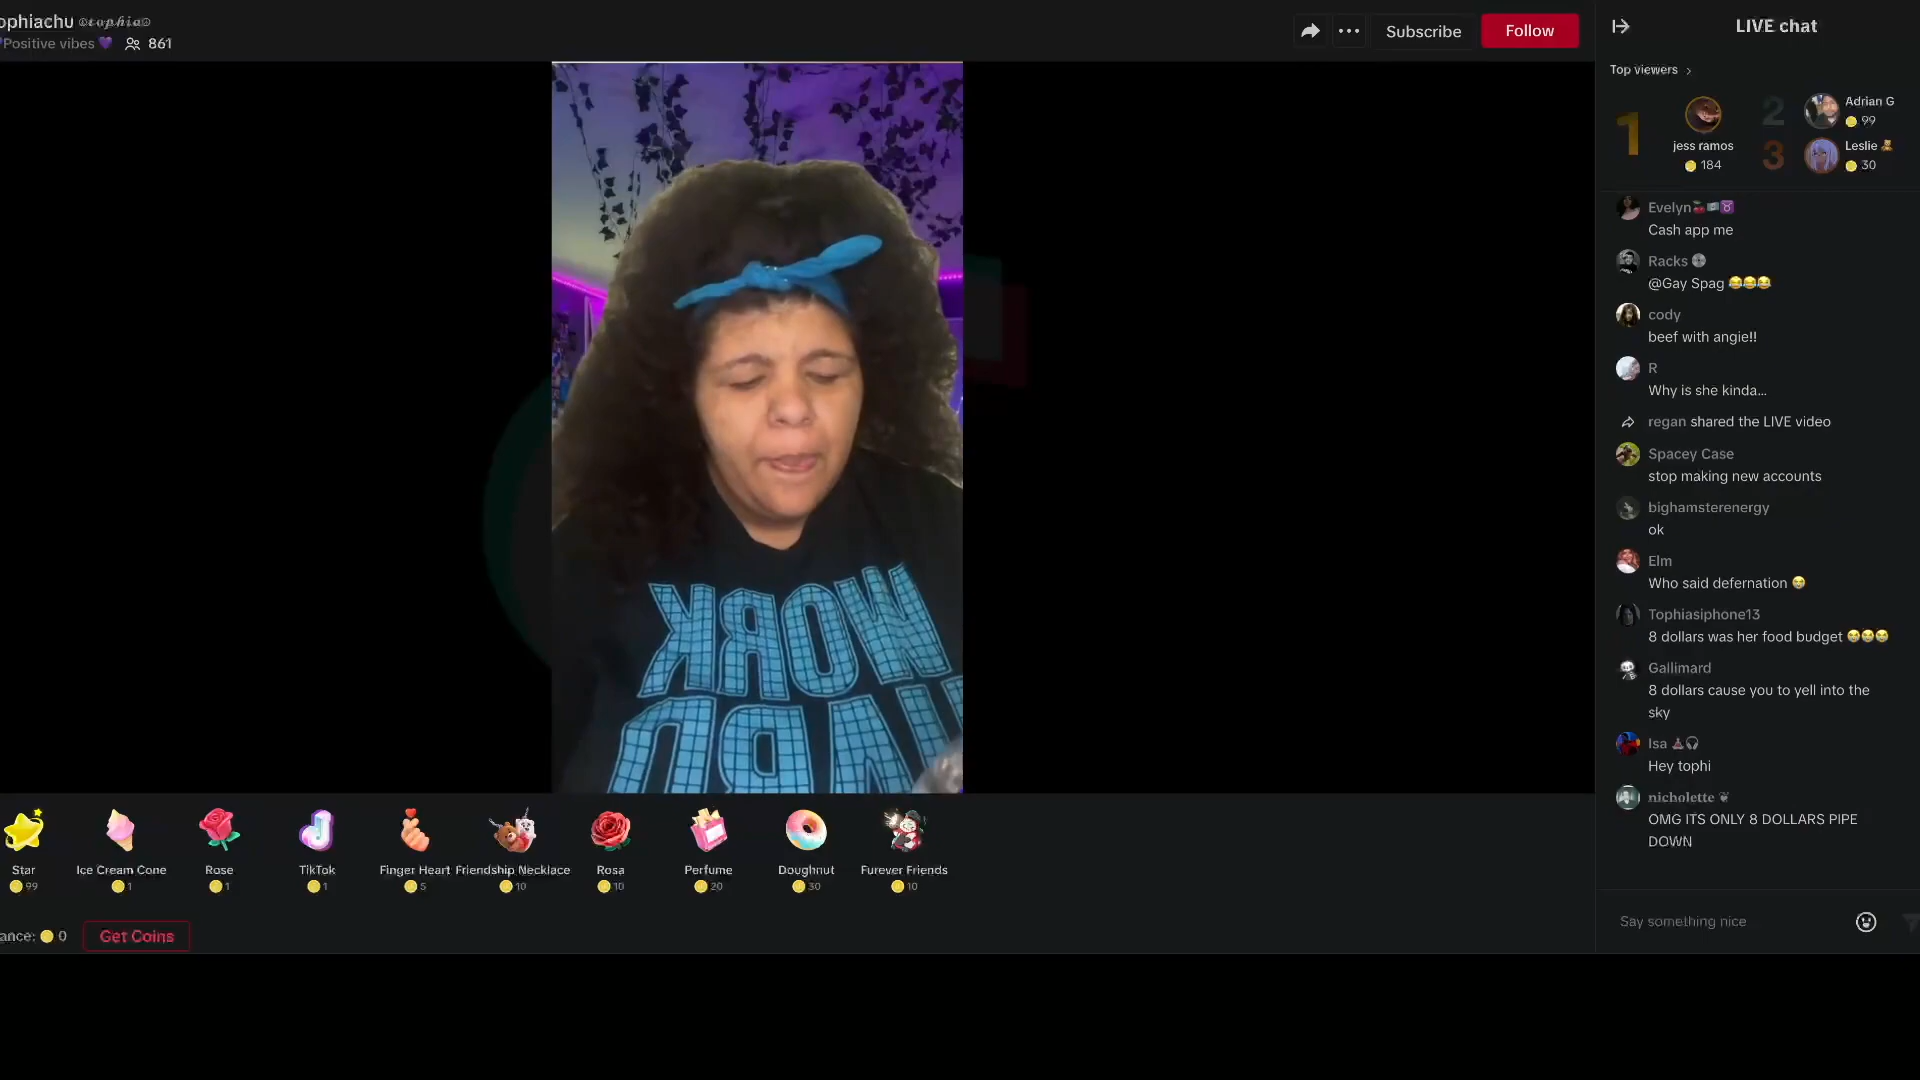 ophiachu @tophia©
Positive vibes 💜 861
Subscribe
Follow
LIVE chat
Top viewers >
1
jess ramos
184
2
Adrian G
99
3
Leslie 🧸
30
Evelyn🍒🇬🇹♉
Cash app me
Racks
@Gay Spag 😂😂😂
cody
beef with angie!!
R
Why is she kinda...
regan shared the LIVE video
Spacey Case
stop making new accounts
bighamsterenergy
ok
Elm
Who said defernation 😭
Tophiasiphone13
8 dollars was her food budget 😭😭😭
Gallimard
8 dollars cause you to yell into the
sky
Isa
Hey tophi
nicholette ❦
OMG ITS ONLY 8 DOLLARS PIPE
DOWN
Say something nice
WORK
HARD
Star
99
Ice Cream Cone
1
Rose
1
TikTok
1
Finger Heart
5
Friendship Necklace
10
Rosa
10
Perfume
20
Doughnut
30
Furever Friends
10
ance: 0
Get Coins